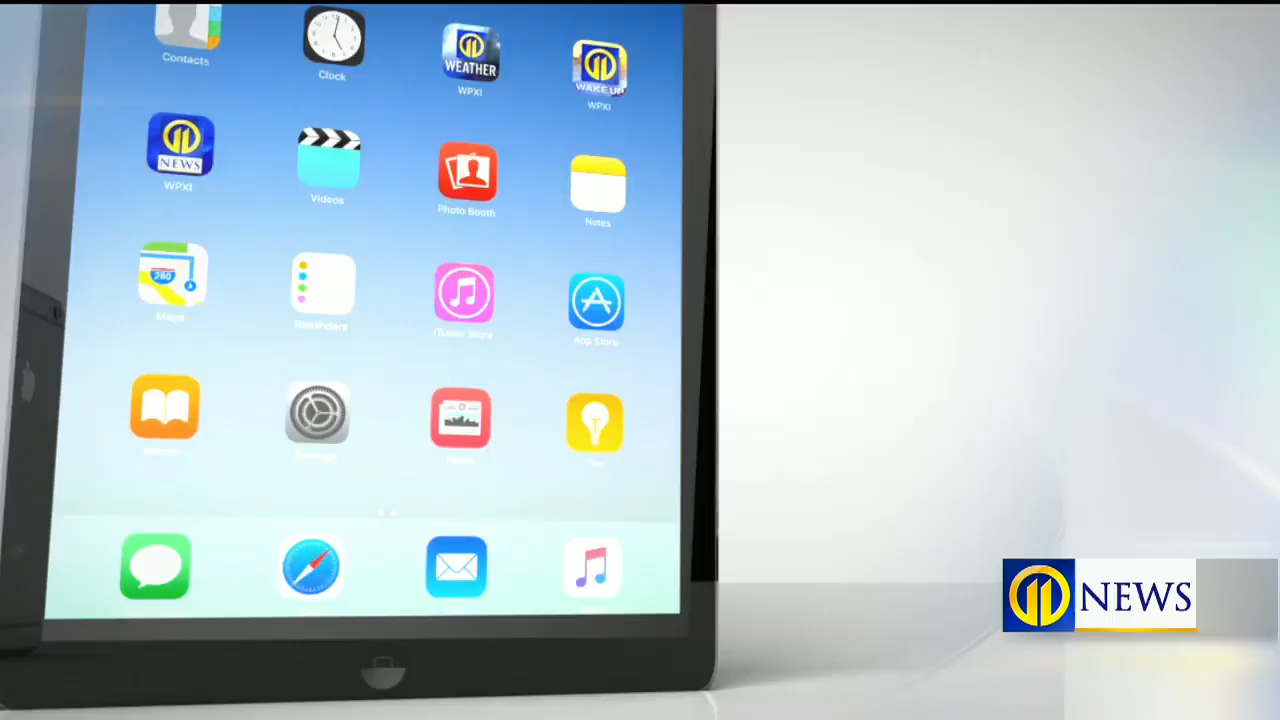 Contacts
Clock
WEATHER
WPXI
WAKE UP
WPXI
NEWS
WPXI
Videos
Photo Booth
Notes
280
Maps
Reminders
iTunes Store
App Store
11 NEWS